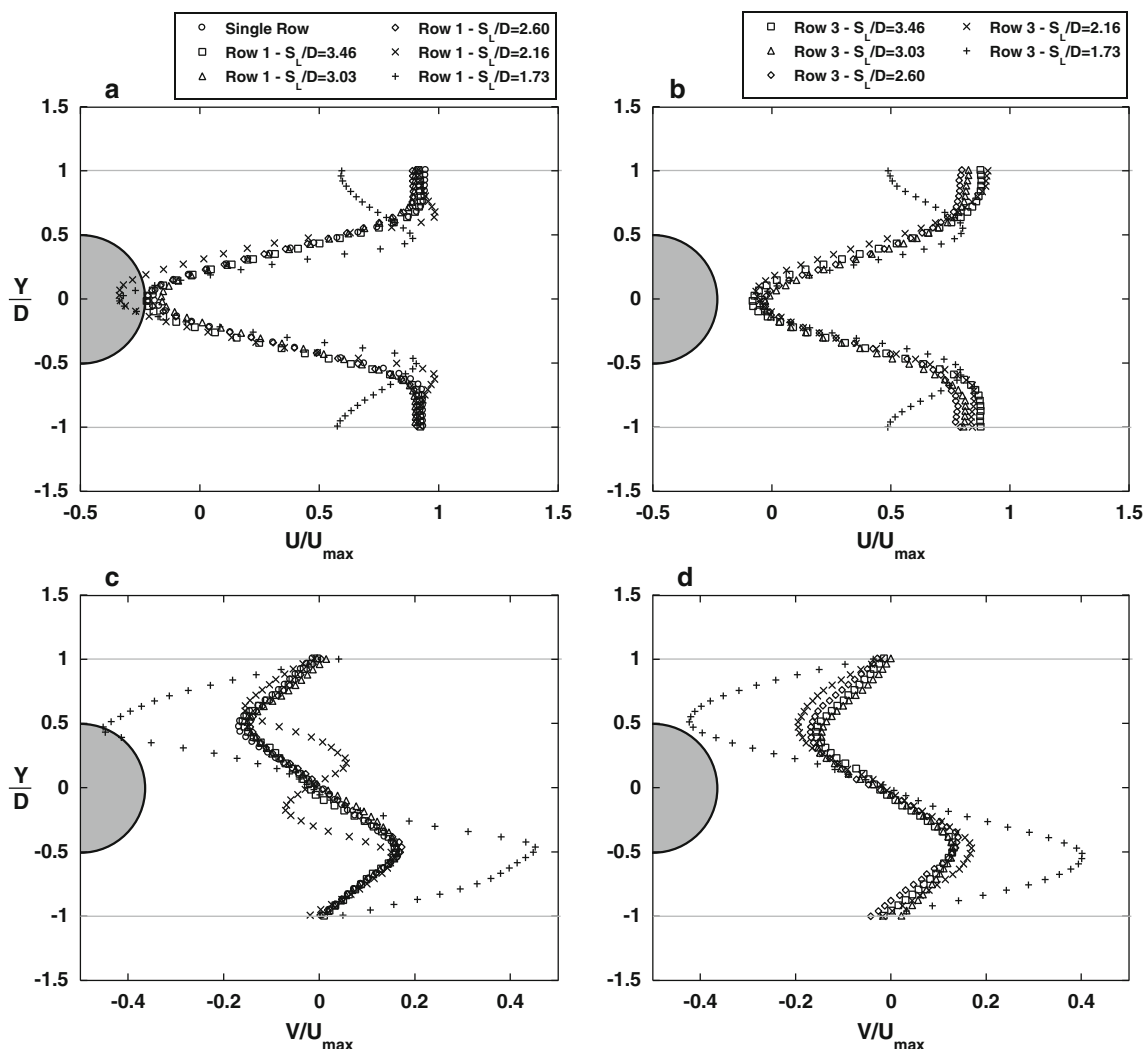 Single Row
Row 1 - S_L/D=3.46
Row 1 - S_L/D=3.03
Row 1 - S_L/D=2.60
Row 1 - S_L/D=2.16
Row 1 - S_L/D=1.73
Row 3 - S_L/D=3.46
Row 3 - S_L/D=3.03
Row 3 - S_L/D=2.60
Row 3 - S_L/D=2.16
Row 3 - S_L/D=1.73
a
1.5
1
0.5
0
-0.5
-1
-1.5
Y
D
-0.5 0 0.5 1 1.5
U/U_max
b
1.5
1
0.5
0
-0.5
-1
-1.5
-0.5 0 0.5 1 1.5
U/U_max
c
1.5
1
0.5
0
-0.5
-1
-1.5
Y
D
-0.4 -0.2 0 0.2 0.4
V/U_max
d
1.5
1
0.5
0
-0.5
-1
-1.5
-0.4 -0.2 0 0.2 0.4
V/U_max